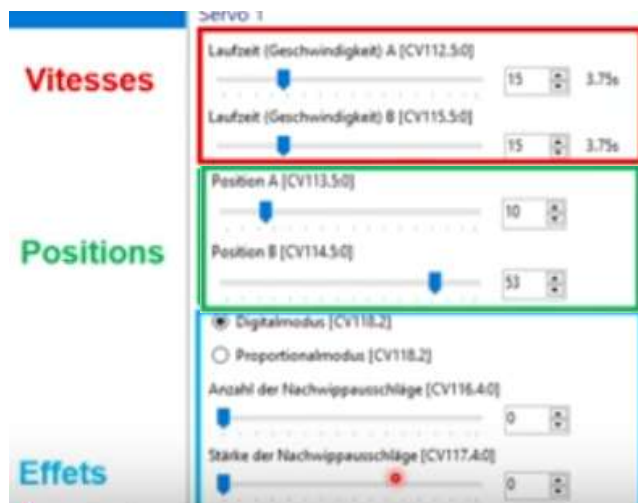 Servo 1
Vitesses
Laufzeit (Geschwindigkeit) A [CV112.5:0]
15 3.75s
Laufzeit (Geschwindigkeit) B [CV115.5:0]
15 3.75s
Positions
Position A [CV113.5:0]
10
Position B [CV114.5:0]
53
Digitalmodus [CV118.2]
Proportionalmodus [CV118.2]
Anzahl der Nachwippausschläge [CV116.4:0]
0
Effets
Stärke der Nachwippausschläge [CV117.4:0]
0